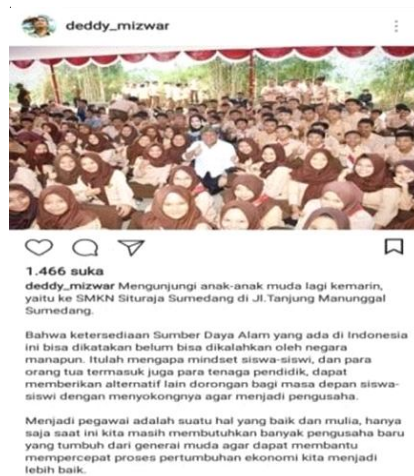 deddy_mizwar
1.466 suka
deddy_mizwar Mengunjungi anak-anak muda lagi kemarin,
yaitu ke SMKN Situraja Sumedang di Jl.Tanjung Manunggal
Sumedang.
Bahwa ketersediaan Sumber Daya Alam yang ada di Indonesia
ini bisa dikatakan belum bisa dikalahkan oleh negara
manapun. Itulah mengapa mindset siswa-siswi, dan para
orang tua termasuk juga para tenaga pendidik, dapat
memberikan alternatif lain dorongan bagi masa depan siswa-
siswi dengan menyokongnya agar menjadi pengusaha.
Menjadi pegawai adalah suatu hal yang baik dan mulia, hanya
saja saat ini kita masih membutuhkan banyak pengusaha baru
yang tumbuh dari generai muda agar dapat membantu
mempercepat proses pertumbuhan ekonomi kita menjadi
lebih baik.